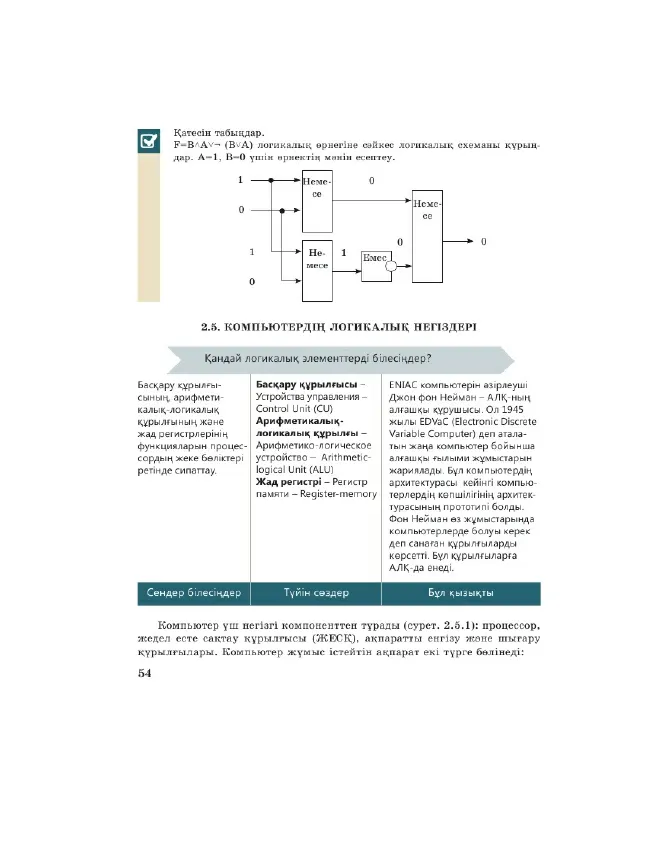 Қатесін табыңдар.
F=B˄A˅¬ (B˅A) логикалық өрнегіне сәйкес логикалық схеманы құрың-
дар. A=1, B=0 үшін өрнектің мәнін есептеу.
1
Неме-
се
0
0
Неме-
се
1
Не-
месе
1
Емес
0
0
0
2.5. КОМПЬЮТЕРДІҢ ЛОГИКАЛЫҚ НЕГІЗДЕРІ
Қандай логикалық элементтерді білесіңдер?
Басқару құрылғы-
сының, арифмети-
калық-логикалық
құрылғының және
жад регистрлерінің
функцияларын процес-
сордың жеке бөліктері
ретінде сипаттау.
Басқару құрылғысы –
Устройства управления –
Control Unit (CU)
Арифметикалық-
логикалық құрылғы –
Арифметико-логическое
устройство – Arithmetic-
logical Unit (ALU)
Жад регистрі – Регистр
памяти – Register-memory
ENIAC компьютерін әзірлеуші
Джон фон Нейман – АЛҚ-ның
алғашқы құрушысы. Ол 1945
жылы EDVaC (Electronic Discrete
Variable Computer) деп атала-
тын жаңа компьютер бойынша
алғашқы ғылыми жұмыстарын
жариялады. Бұл компьютердің
архитектурасы кейінгі компью-
терлердің көпшілігінің архитек-
турасының прототипі болды.
Фон Нейман өз жұмыстарында
компьютерлерде болуы керек
деп санаған құрылғыларды
көрсетті. Бұл құрылғыларға
АЛҚ-да енеді.
Сендер білесіңдер
Түйін сөздер
Бұл қызықты
Компьютер үш негізгі компоненттен тұрады (сурет. 2.5.1): процессор,
жедел есте сақтау құрылғысы (ЖЕСҚ), ақпаратты енгізу және шығару
құрылғылары. Компьютер жұмыс істейтін ақпарат екі түрге бөлінеді:
54